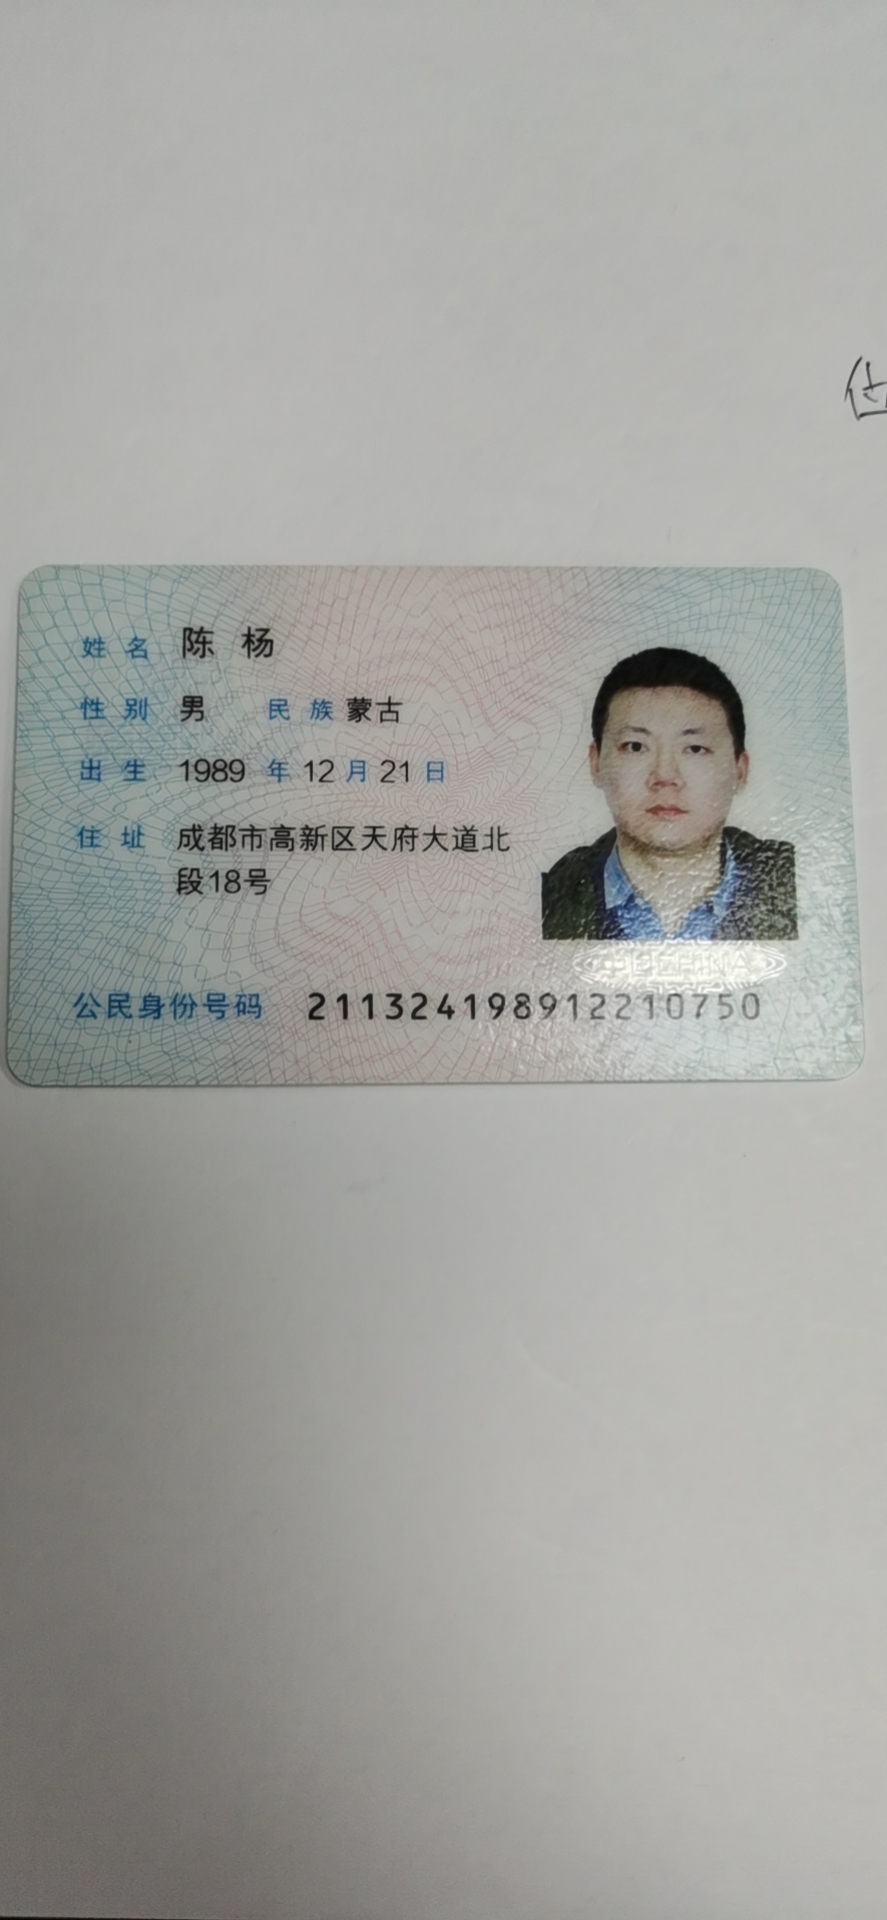 姓名 陈杨
性别 男 民族 蒙古
出生 1989 年 12 月 21 日
住址 成都市高新区天府大道北
段18号
中国CHINA
公民身份号码 211324198912210750